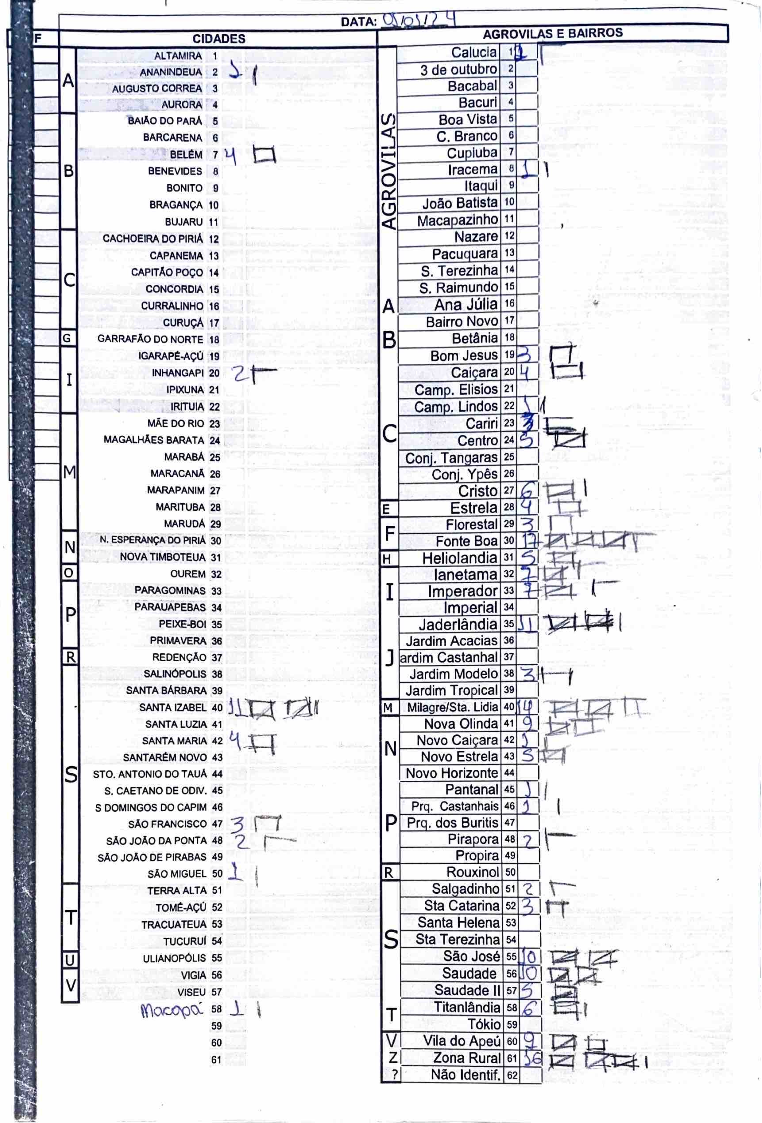 DATA: 01/01/24
F
CIDADES
AGROVILAS E BAIRROS
A
ALTAMIRA 1
ANANINDEUA 2 1
AUGUSTO CORREA 3
AURORA 4
B
BAIÃO DO PARÁ 5
BARCARENA 6
BELÉM 7 4
BENEVIDES 8
BONITO 9
BRAGANÇA 10
BUJARU 11
C
CACHOEIRA DO PIRIÁ 12
CAPANEMA 13
CAPITÃO POÇO 14
CONCORDIA 15
CURRALINHO 16
CURUÇÁ 17
G
GARRAFÃO DO NORTE 18
I
IGARAPÉ-AÇÚ 19
INHANGAPI 20 2
IPIXUNA 21
IRITUIA 22
M
MÃE DO RIO 23
MAGALHÃES BARATA 24
MARABÁ 25
MARACANÃ 26
MARAPANIM 27
MARITUBA 28
MARUDÁ 29
N
N. ESPERANÇA DO PIRIÁ 30
NOVA TIMBOTEUA 31
O
OUREM 32
P
PARAGOMINAS 33
PARAUAPEBAS 34
PEIXE-BOI 35
PRIMAVERA 36
R
REDENÇÃO 37
S
SALINÓPOLIS 38
SANTA BÁRBARA 39
SANTA IZABEL 40 11
SANTA LUZIA 41
SANTA MARIA 42 4
SANTARÉM NOVO 43
STO. ANTONIO DO TAUÁ 44
S. CAETANO DE ODIV. 45
S DOMINGOS DO CAPIM 46
SÃO FRANCISCO 47 3
SÃO JOÃO DA PONTA 48 2
SÃO JOÃO DE PIRABAS 49
SÃO MIGUEL 50 1
T
TERRA ALTA 51
TOMÉ-AÇÚ 52
TRACUATEUA 53
TUCURUÍ 54
U
ULIANÓPOLIS 55
V
VIGIA 56
VISEU 57
Macapá 58 1
59
60
61
AGROVILAS
Calucia 1 1
3 de outubro 2
Bacabal 3
Bacuri 4
Boa Vista 5
C. Branco 6
Cupiuba 7
Iracema 8 1
Itaqui 9
João Batista 10
Macapazinho 11
Nazare 12
Pacuquara 13
S. Terezinha 14
S. Raimundo 15
A
Ana Júlia 16
B
Bairro Novo 17
Betânia 18
Bom Jesus 19 3
C
Caiçara 20 4
Camp. Elisios 21
Camp. Lindos 22 1
Cariri 23 3
Centro 24 5
Conj. Tangaras 25
Conj. Ypês 26
Cristo 27 6
E
Estrela 28 4
F
Florestal 29 3
Fonte Boa 30 17
H
Heliolandia 31 5
I
Ianetama 32 7
Imperador 33 7
Imperial 34
J
Jaderlândia 35 11
Jardim Acacias 36
ardim Castanhal 37
Jardim Modelo 38 3
Jardim Tropical 39
M
Milagre/Sta. Lidia 40 14
N
Nova Olinda 41 9
Novo Caiçara 42 1
Novo Estrela 43 5
Novo Horizonte 44
P
Pantanal 45 1
Prq. Castanhais 46 1
Prq. dos Buritis 47
Pirapora 48 2
Propira 49
R
Rouxinol 50
S
Salgadinho 51 2
Sta Catarina 52 3
Santa Helena 53
Sta Terezinha 54
São José 55 10
Saudade 56 10
Saudade II 57 5
T
Titanlândia 58 6
Tókio 59
V
Vila do Apeú 60 9
Z
Zona Rural 61 16
?
Não Identif. 62